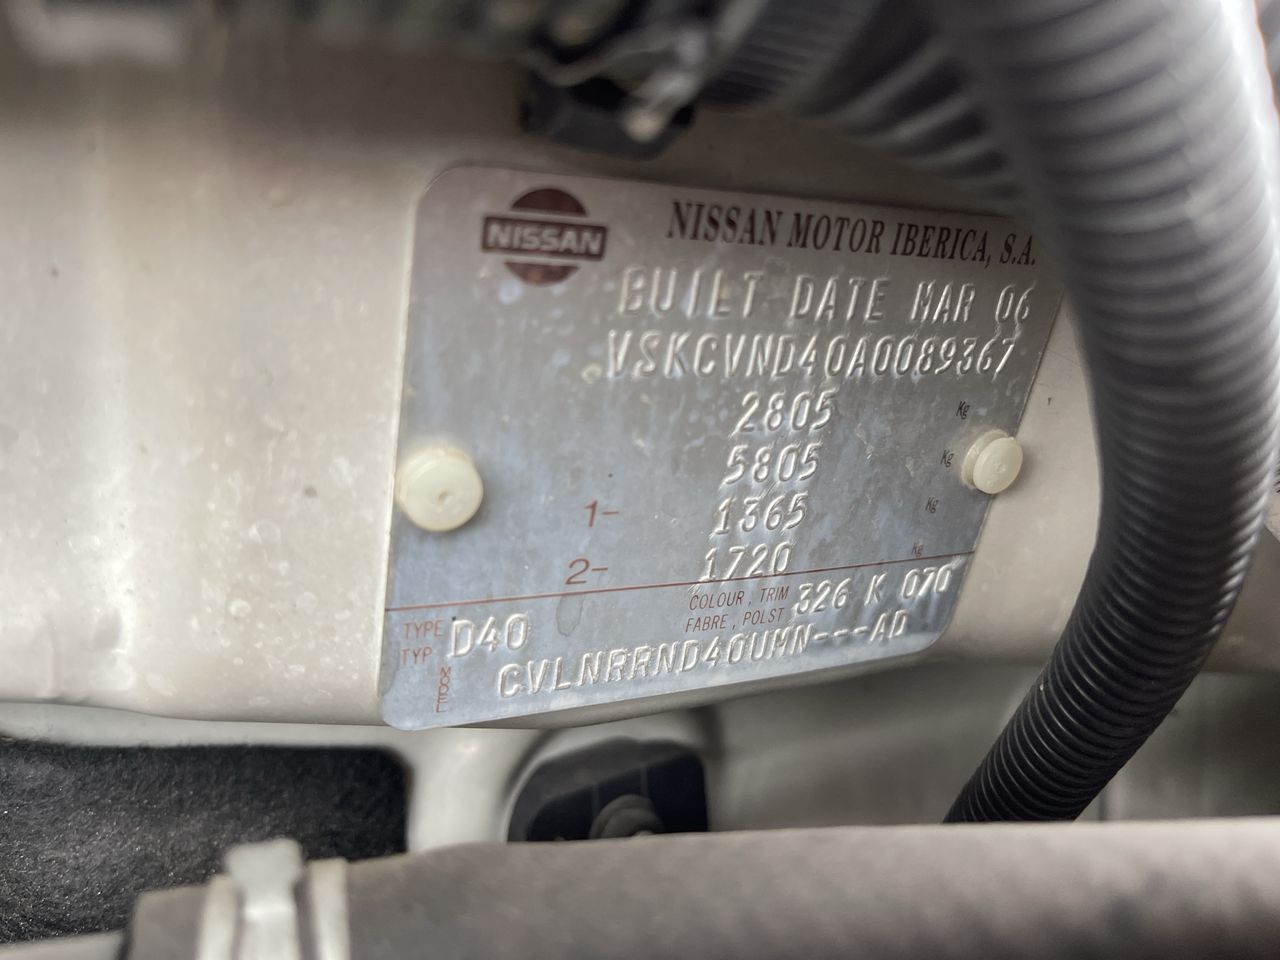 NISSAN
NISSAN MOTOR IBERICA, S.A.
BUILT DATE MAR 06
VSKCVND40A0089367
2805 Kg
5805 Kg
1- 1365 Kg
2- 1720 Kg
TYPE TYP D40 COLOUR, TRIM FABRE, POLST 326 K 070
MODEL CVLNRRND40UMN---AD